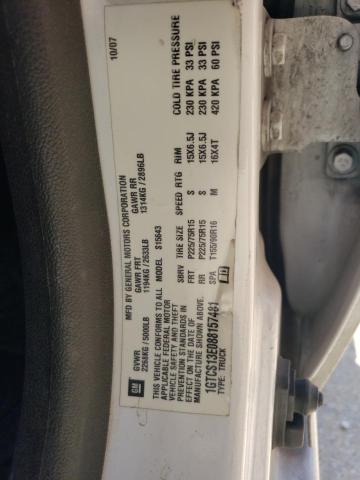 MFD BY GENERAL MOTORS CORPORATION 10/07
GVWR GAWR FRT GAWR RR
2268KG / 5000LB 1194KG / 2633LB 1314KG / 2896LB
THIS VEHICLE CONFORMS TO ALL
APPLICABLE FEDERAL MOTOR
VEHICLE SAFETY AND THEFT
PREVENTION STANDARDS IN
EFFECT ON THE DATE OF
MANUFACTURE SHOWN ABOVE.
MODEL S15643
SBRV TIRE SIZE SPEED RTG RIM COLD TIRE PRESSURE
FRT P225/75R15 S 15X6.5J 230 KPA 33 PSI
RR P225/75R15 S 15X6.5J 230 KPA 33 PSI
SPA T150/90R16 M 16X4T 420 KPA 60 PSI
GM
1GTCS13E088157481
TYPE: TRUCK